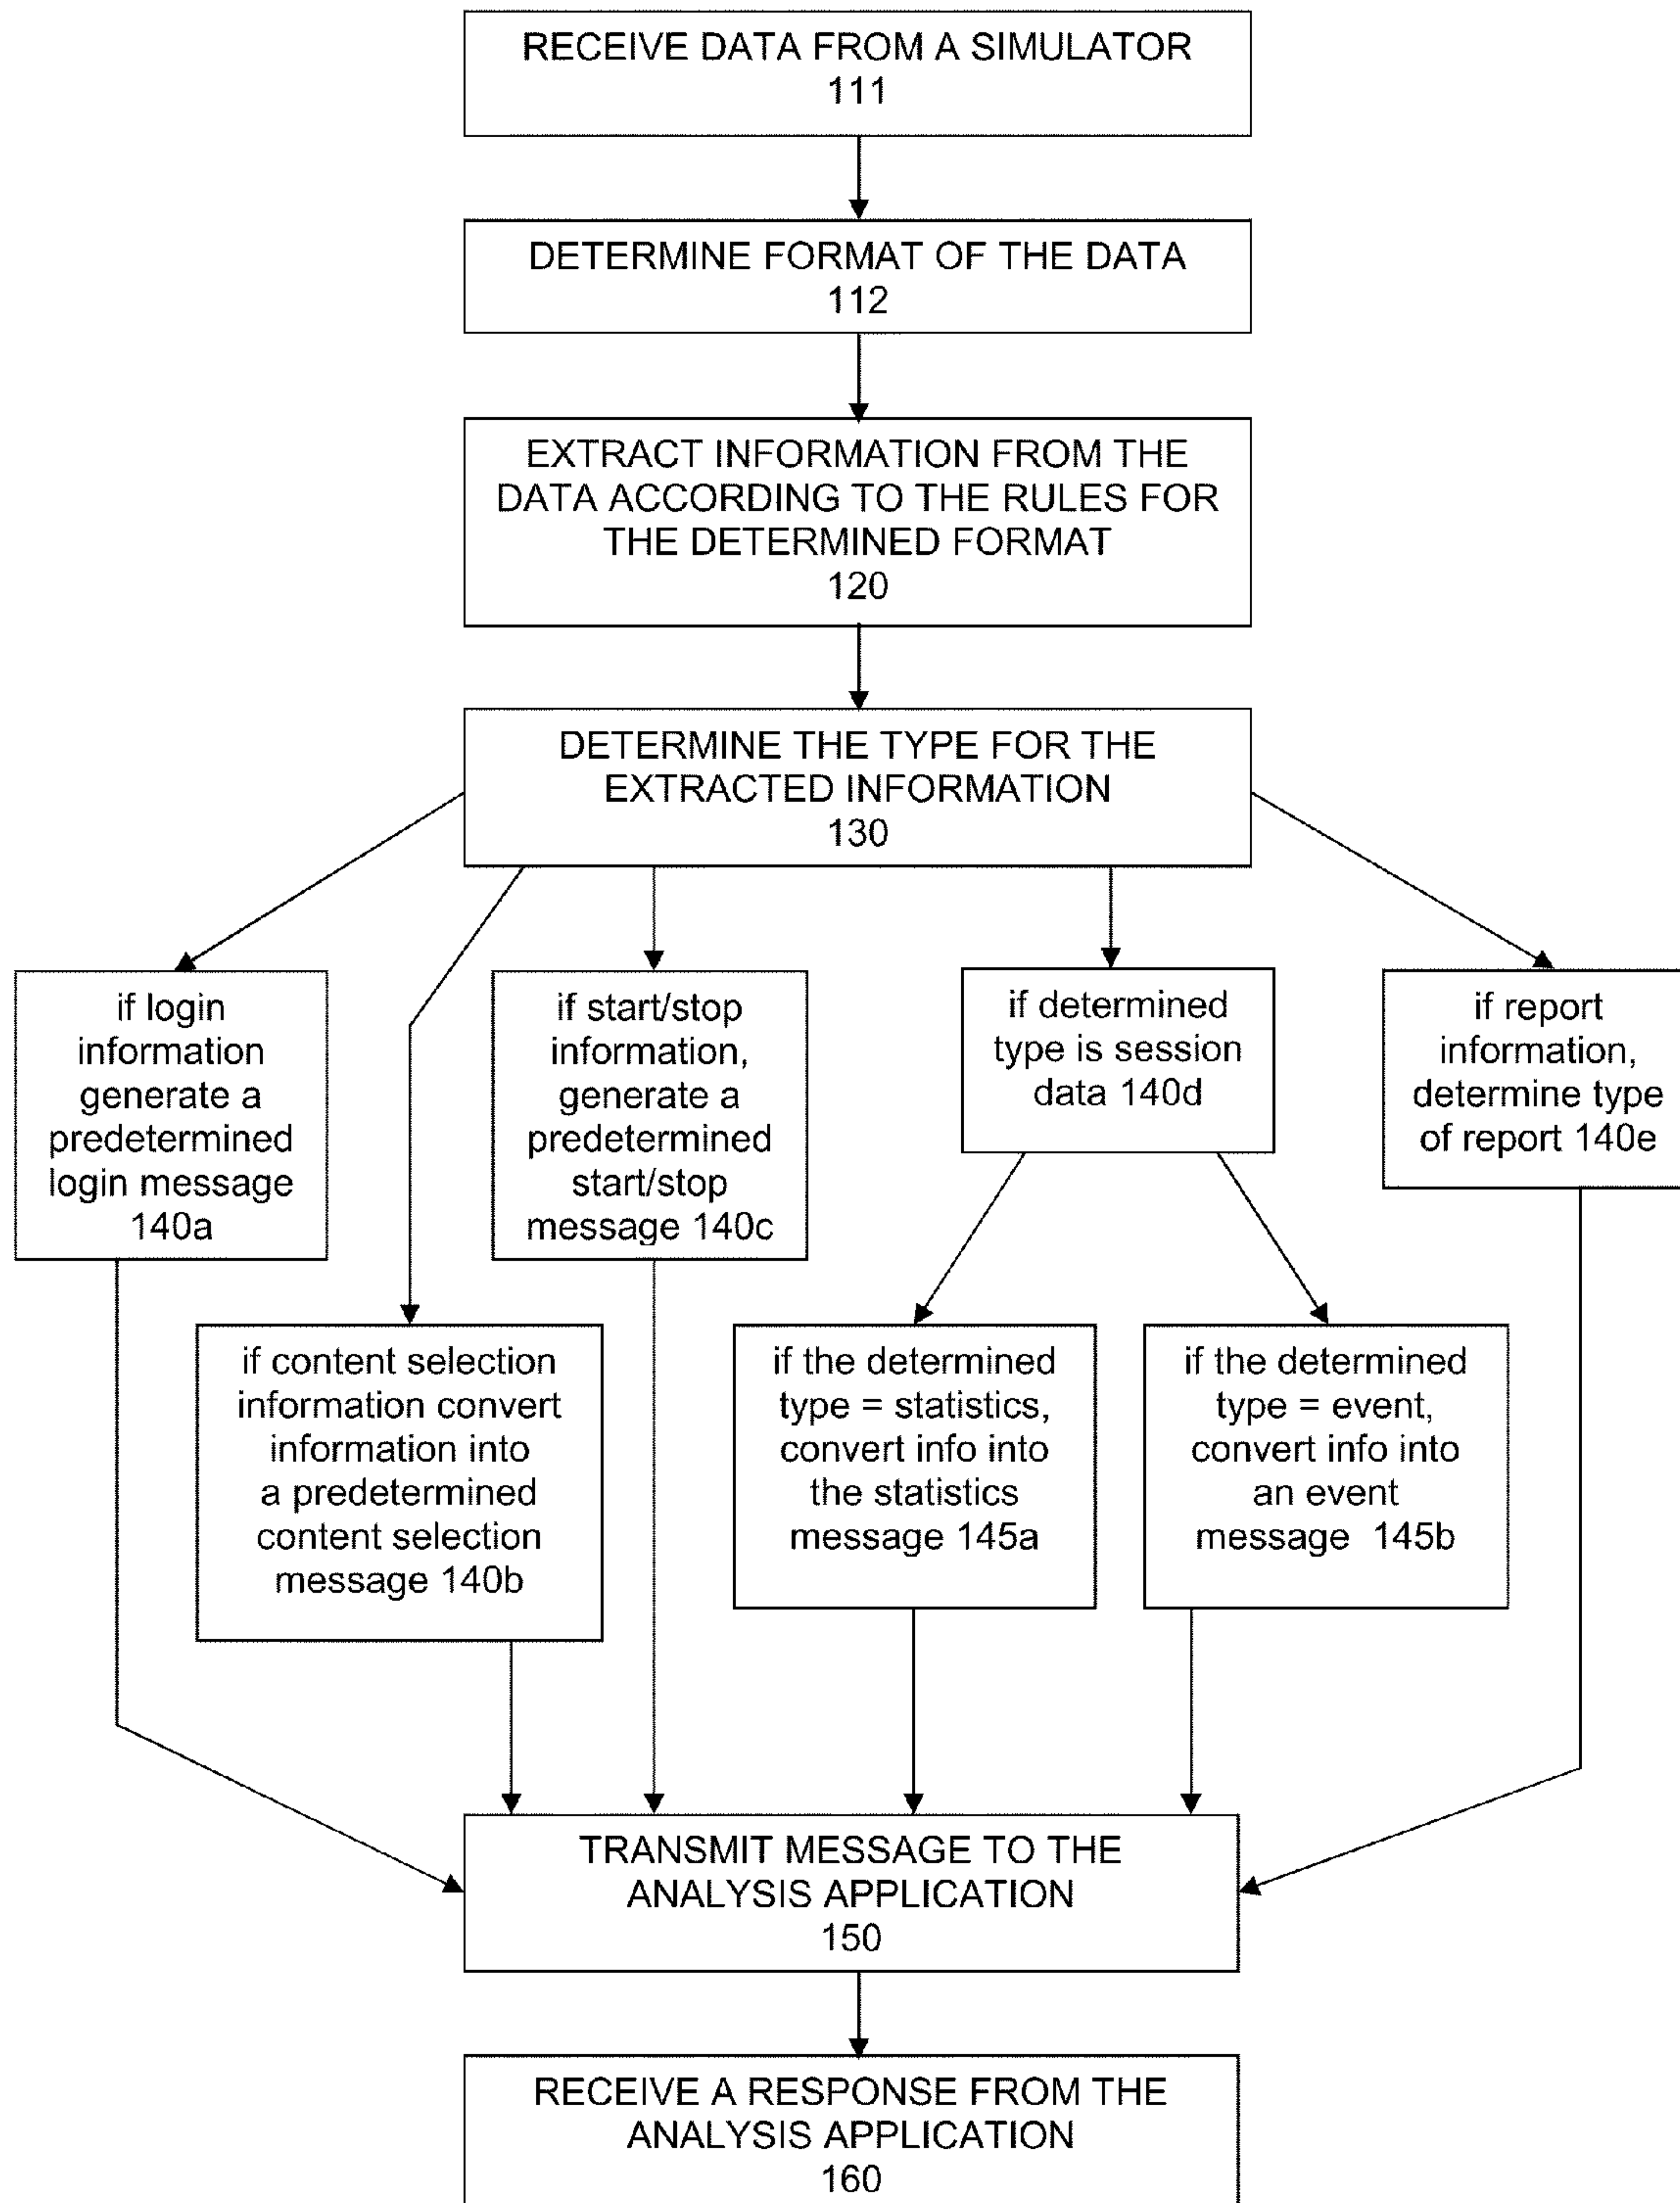 RECEIVE DATA FROM A SIMULATOR
111
DETERMINE FORMAT OF THE DATA
112
EXTRACT INFORMATION FROM THE
DATA ACCORDING TO THE RULES FOR
THE DETERMINED FORMAT
120
DETERMINE THE TYPE FOR THE
EXTRACTED INFORMATION
130
if login
information
generate a
predetermined
login message
140a
if start/stop
information,
generate a
predetermined
start/stop
message 140c
if determined
type is session
data 140d
if report
information,
determine type
of report 140e
if content selection
information convert
information into
a predetermined
content selection
message 140b
if the determined
type = statistics,
convert info into
the statistics
message 145a
if the determined
type = event,
convert info into
an event
message 145b
TRANSMIT MESSAGE TO THE
ANALYSIS APPLICATION
150
RECEIVE A RESPONSE FROM THE
ANALYSIS APPLICATION
160